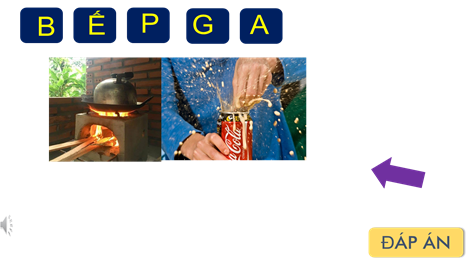 B Ế P G A
Coca-Cola
ĐÁP ÁN